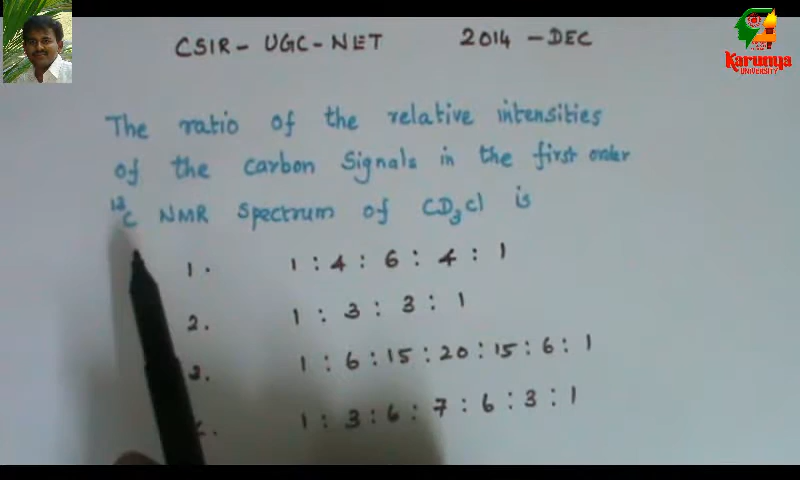 CSIR - UGC - NET 2014 - DEC
Karunya
UNIVERSITY
The ratio of the relative intensities
of the carbon signals in the first order
¹³C NMR spectrum of CD₃Cl is
1. 1 : 4 : 6 : 4 : 1
2. 1 : 3 : 3 : 1
3. 1 : 6 : 15 : 20 : 15 : 6 : 1
1 : 3 : 6 : 7 : 6 : 3 : 1